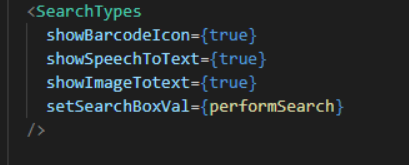 <SearchTypes
showBarcodeIcon={true}
showSpeechToText={true}
showImageTotext={true}
setSearchBoxVal={performSearch}
/>